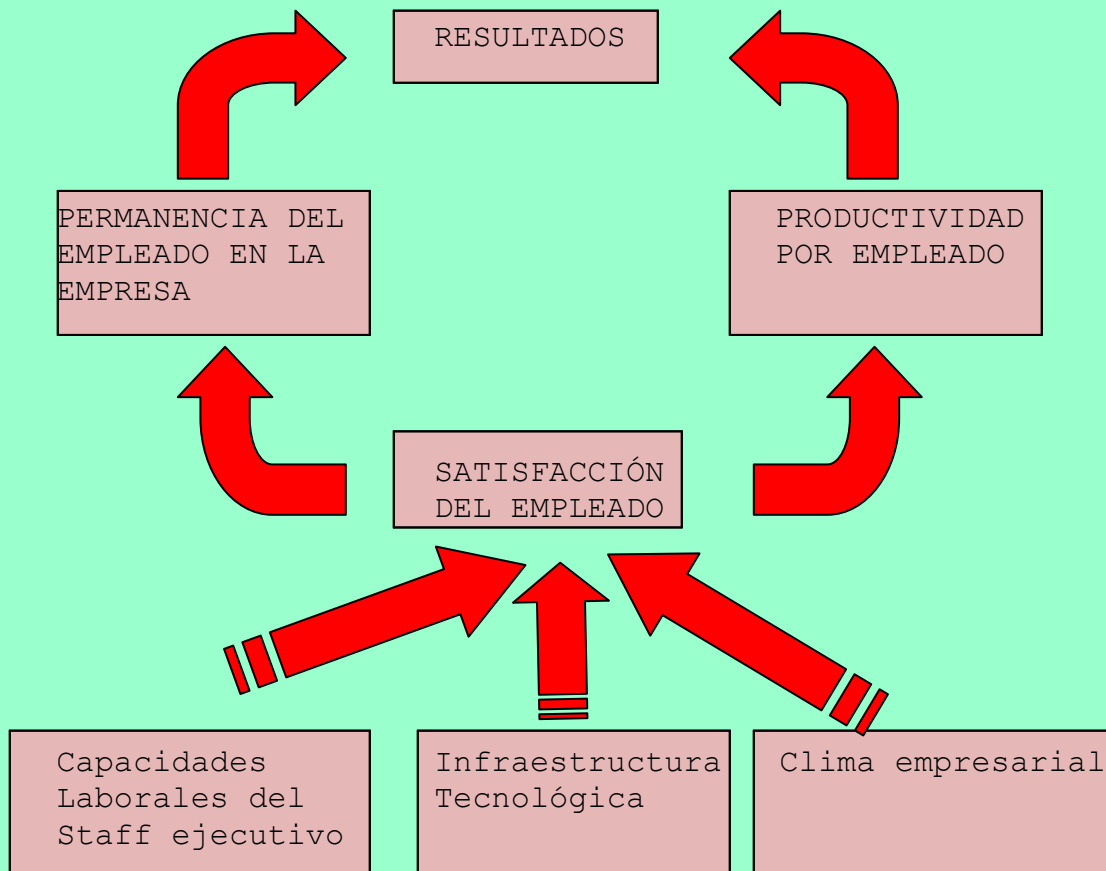 RESULTADOS
PERMANENCIA DEL
EMPLEADO EN LA
EMPRESA
PRODUCTIVIDAD
POR EMPLEADO
SATISFACCIÓN
DEL EMPLEADO
Capacidades
Laborales del
Staff ejecutivo
Infraestructura
Tecnológica
Clima empresarial